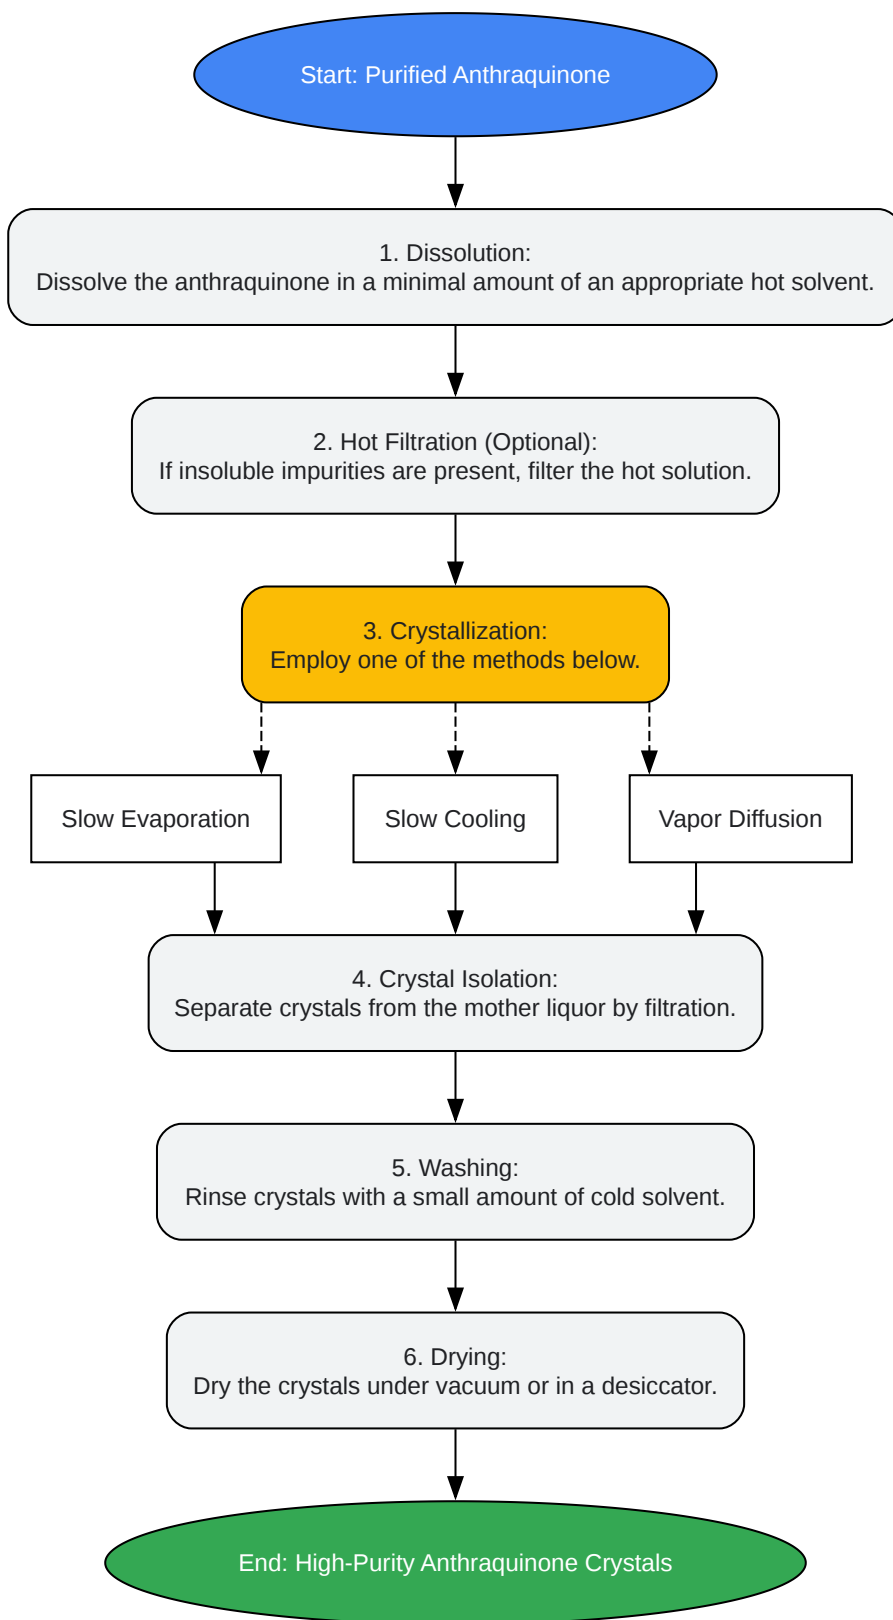 Start: Purified Anthraquinone
1. Dissolution:
Dissolve the anthraquinone in a minimal amount of an appropriate hot solvent.
2. Hot Filtration (Optional):
If insoluble impurities are present, filter the hot solution.
3. Crystallization:
Employ one of the methods below.
Slow Evaporation
Slow Cooling
Vapor Diffusion
4. Crystal Isolation:
Separate crystals from the mother liquor by filtration.
5. Washing:
Rinse crystals with a small amount of cold solvent.
6. Drying:
Dry the crystals under vacuum or in a desiccator.
End: High-Purity Anthraquinone Crystals